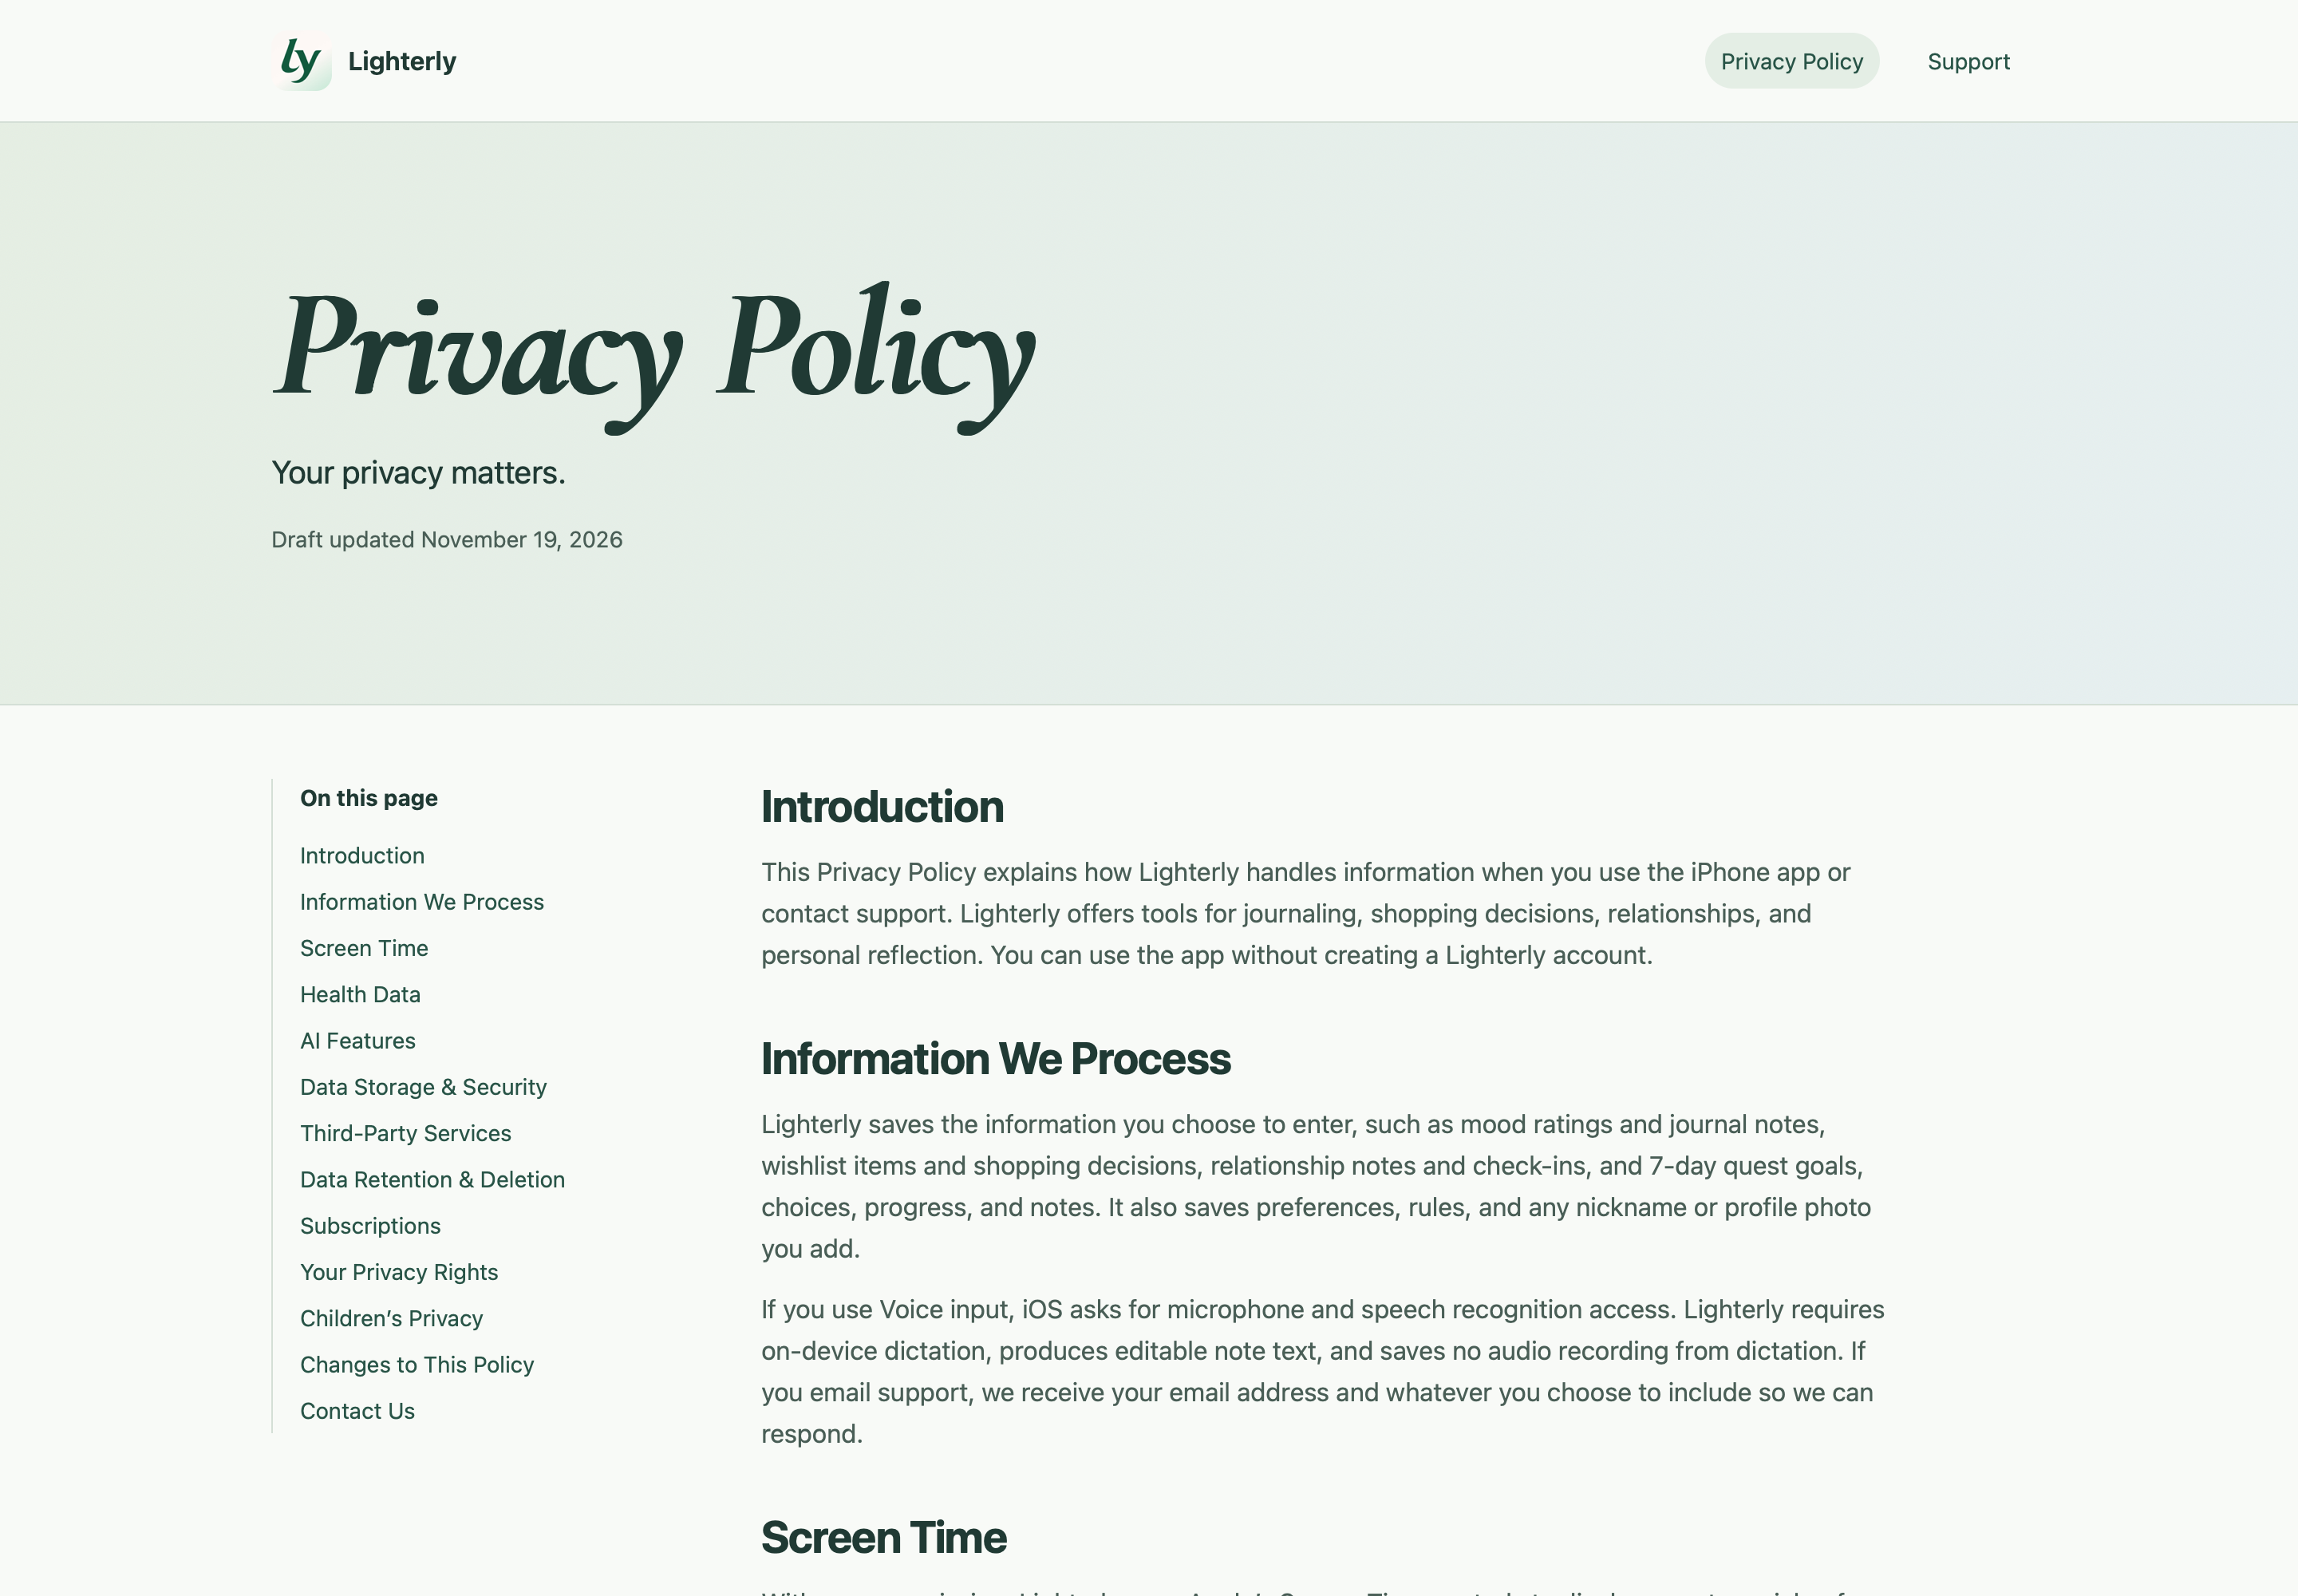 ly Lighterly
Privacy Policy
Support
Privacy Policy
Your privacy matters.
Draft updated November 19, 2026
On this page
Introduction
Information We Process
Screen Time
Health Data
AI Features
Data Storage & Security
Third-Party Services
Data Retention & Deletion
Subscriptions
Your Privacy Rights
Children’s Privacy
Changes to This Policy
Contact Us
Introduction
This Privacy Policy explains how Lighterly handles information when you use the iPhone app or
contact support. Lighterly offers tools for journaling, shopping decisions, relationships, and
personal reflection. You can use the app without creating a Lighterly account.
Information We Process
Lighterly saves the information you choose to enter, such as mood ratings and journal notes,
wishlist items and shopping decisions, relationship notes and check-ins, and 7-day quest goals,
choices, progress, and notes. It also saves preferences, rules, and any nickname or profile photo
you add.
If you use Voice input, iOS asks for microphone and speech recognition access. Lighterly requires
on-device dictation, produces editable note text, and saves no audio recording from dictation. If
you email support, we receive your email address and whatever you choose to include so we can
respond.
Screen Time